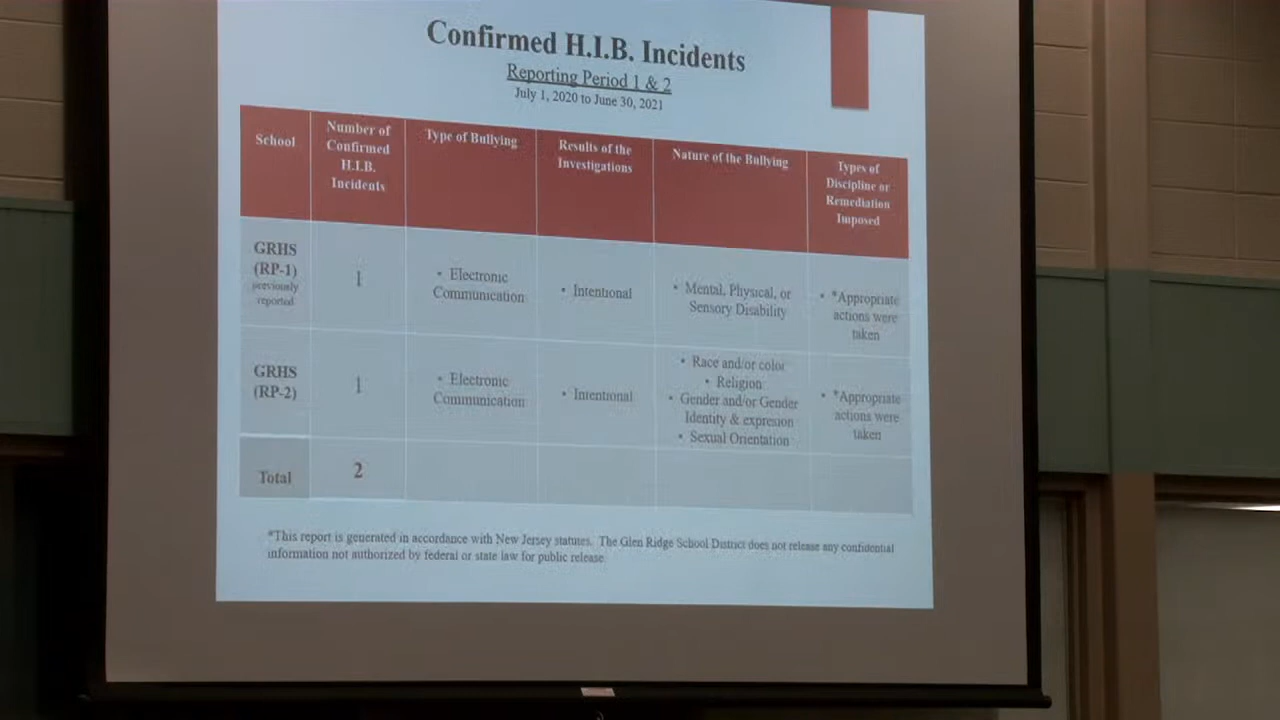 Confirmed H.I.B. Incidents
Reporting Period 1 & 2
July 1, 2020 to June 30, 2021
School
Number of
Confirmed
H.I.B.
Incidents
Type of Bullying
Results of the
Investigations
Nature of the Bullying
Types of
Discipline or
Remediation
Imposed
GRHS
(RP-1)
previously
reported
1
• Electronic
Communication
• Intentional
• Mental, Physical, or
Sensory Disability
• *Appropriate
actions were
taken
GRHS
(RP-2)
1
• Electronic
Communication
• Intentional
• Race and/or color
• Religion
• Gender and/or Gender
Identity & expresion
• Sexual Orientation
• *Appropriate
actions were
taken
Total
2
*This report is generated in accordance with New Jersey statutes. The Glen Ridge School District does not release any confidential
information not authorized by federal or state law for public release.